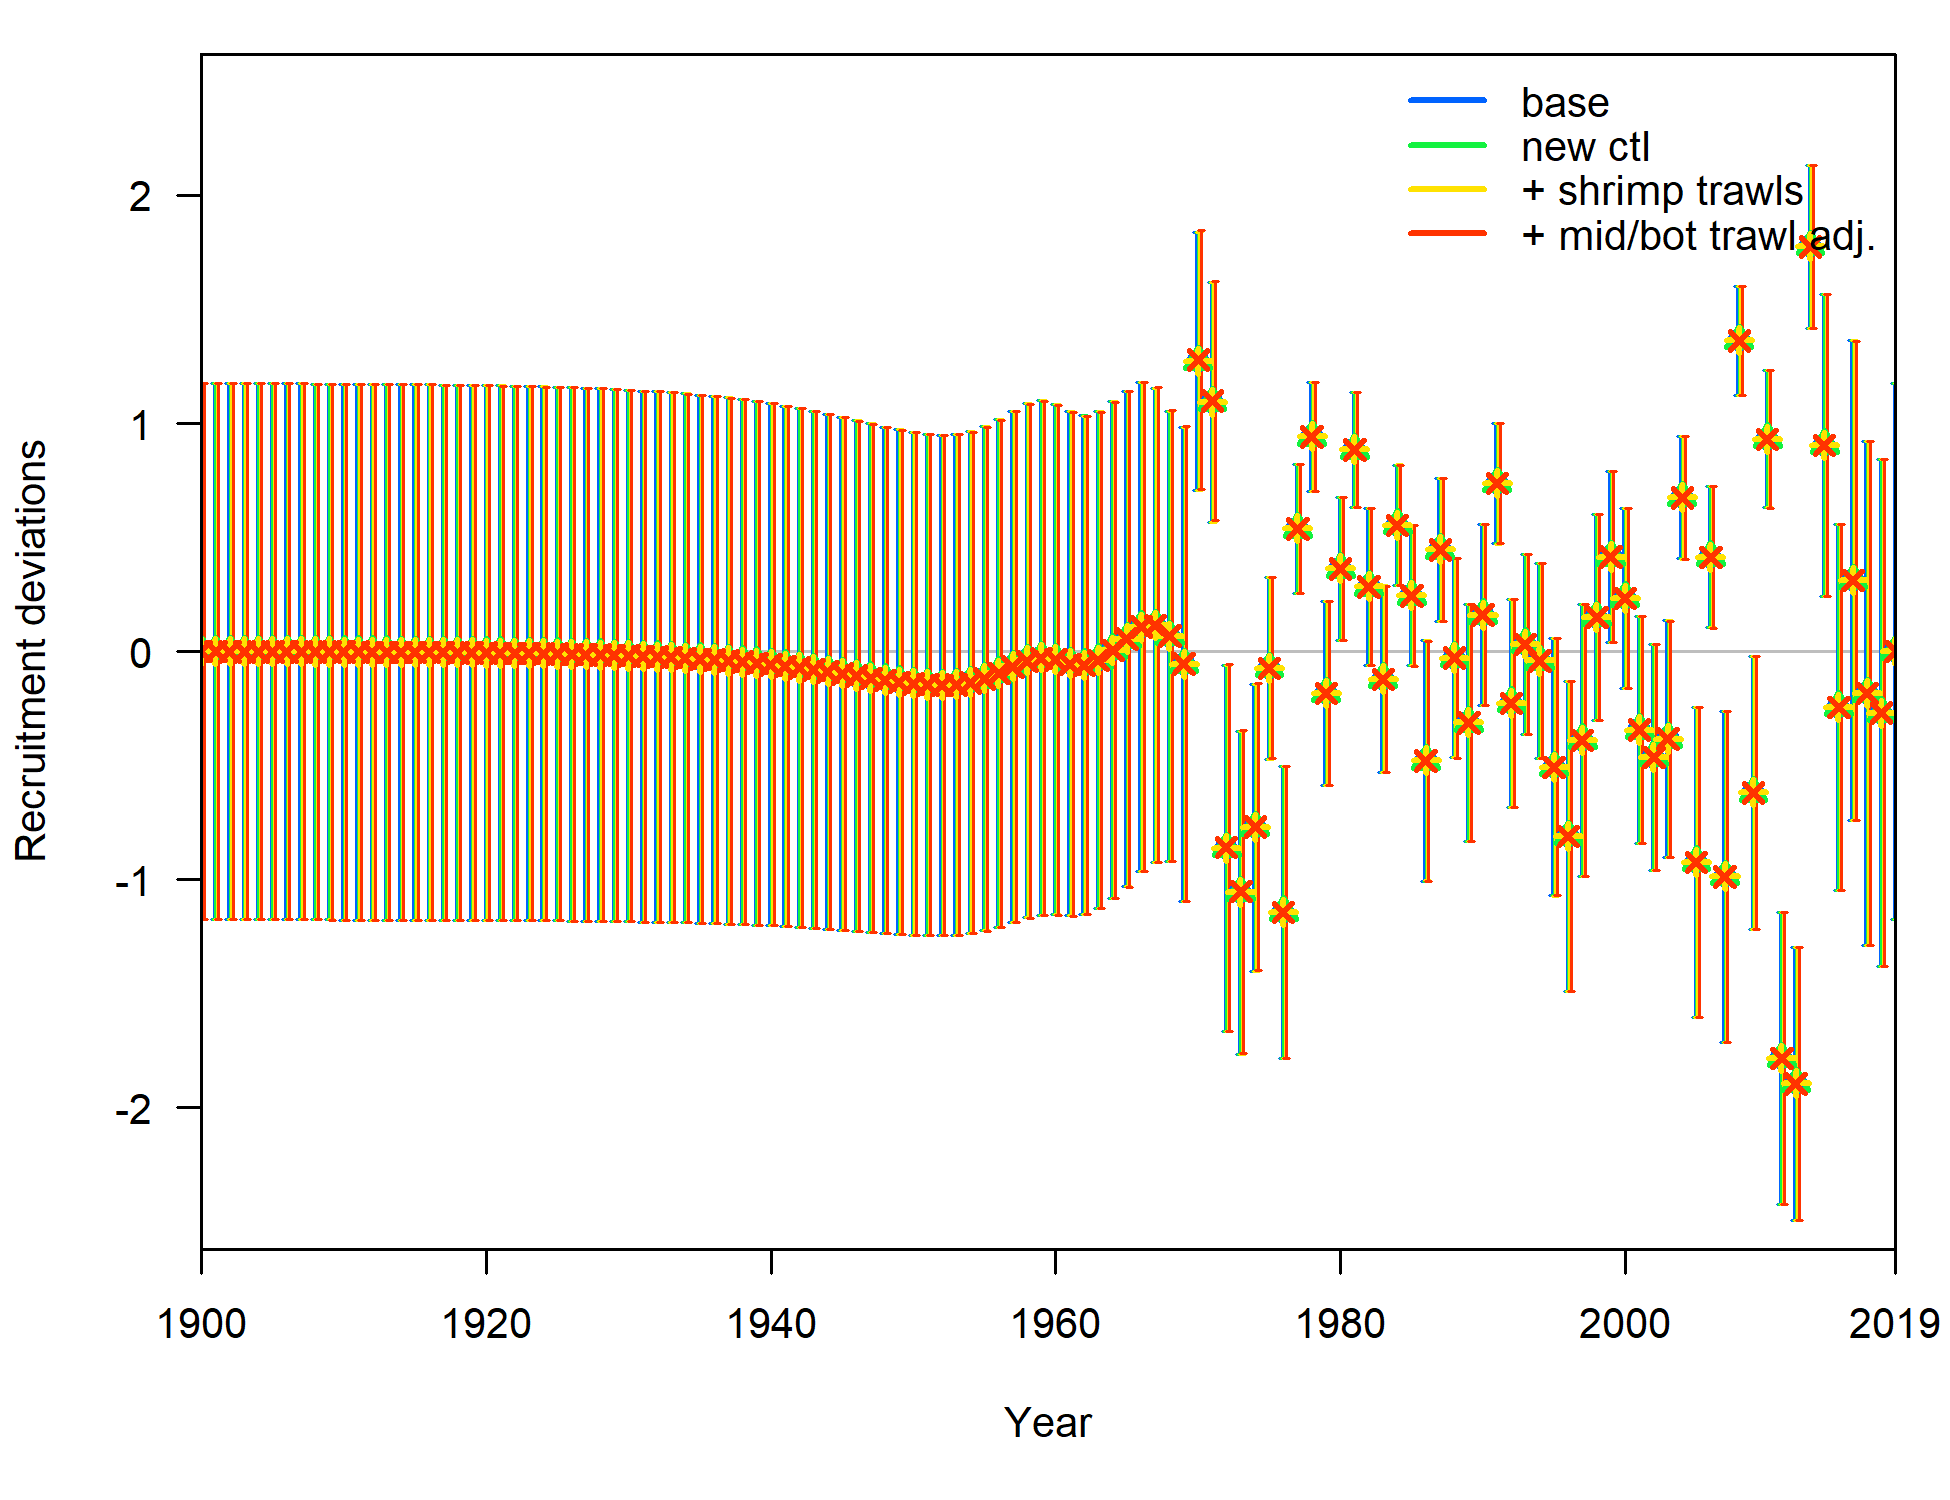 base
new ctl
+ shrimp trawls
+ mid/bot trawl adj.
2
1
0
-1
-2
Recruitment deviations
1900 1920 1940 1960 1980 2000 2019
Year